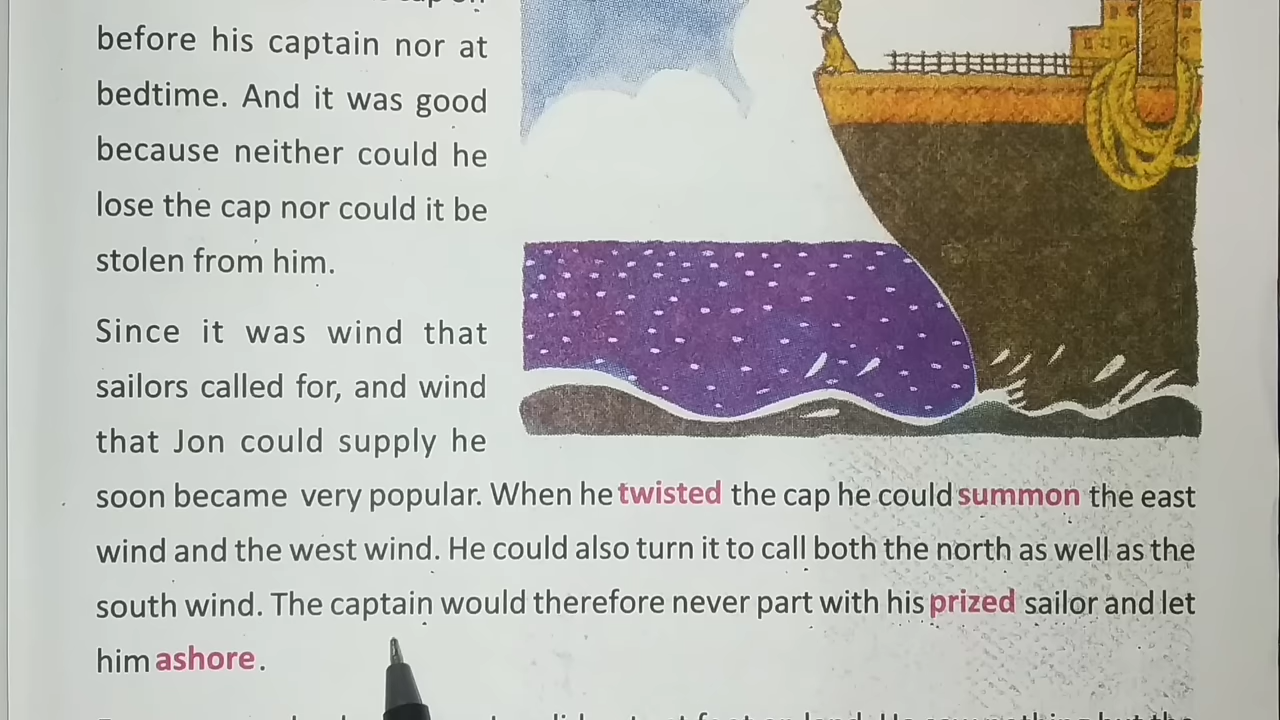 cap on
before his captain nor at
bedtime. And it was good
because neither could he
lose the cap nor could it be
stolen from him.
Since it was wind that
sailors called for, and wind
that Jon could supply he
soon became very popular. When he twisted the cap he could summon the east
wind and the west wind. He could also turn it to call both the north as well as the
south wind. The captain would therefore never part with his prized sailor and let
him ashore.